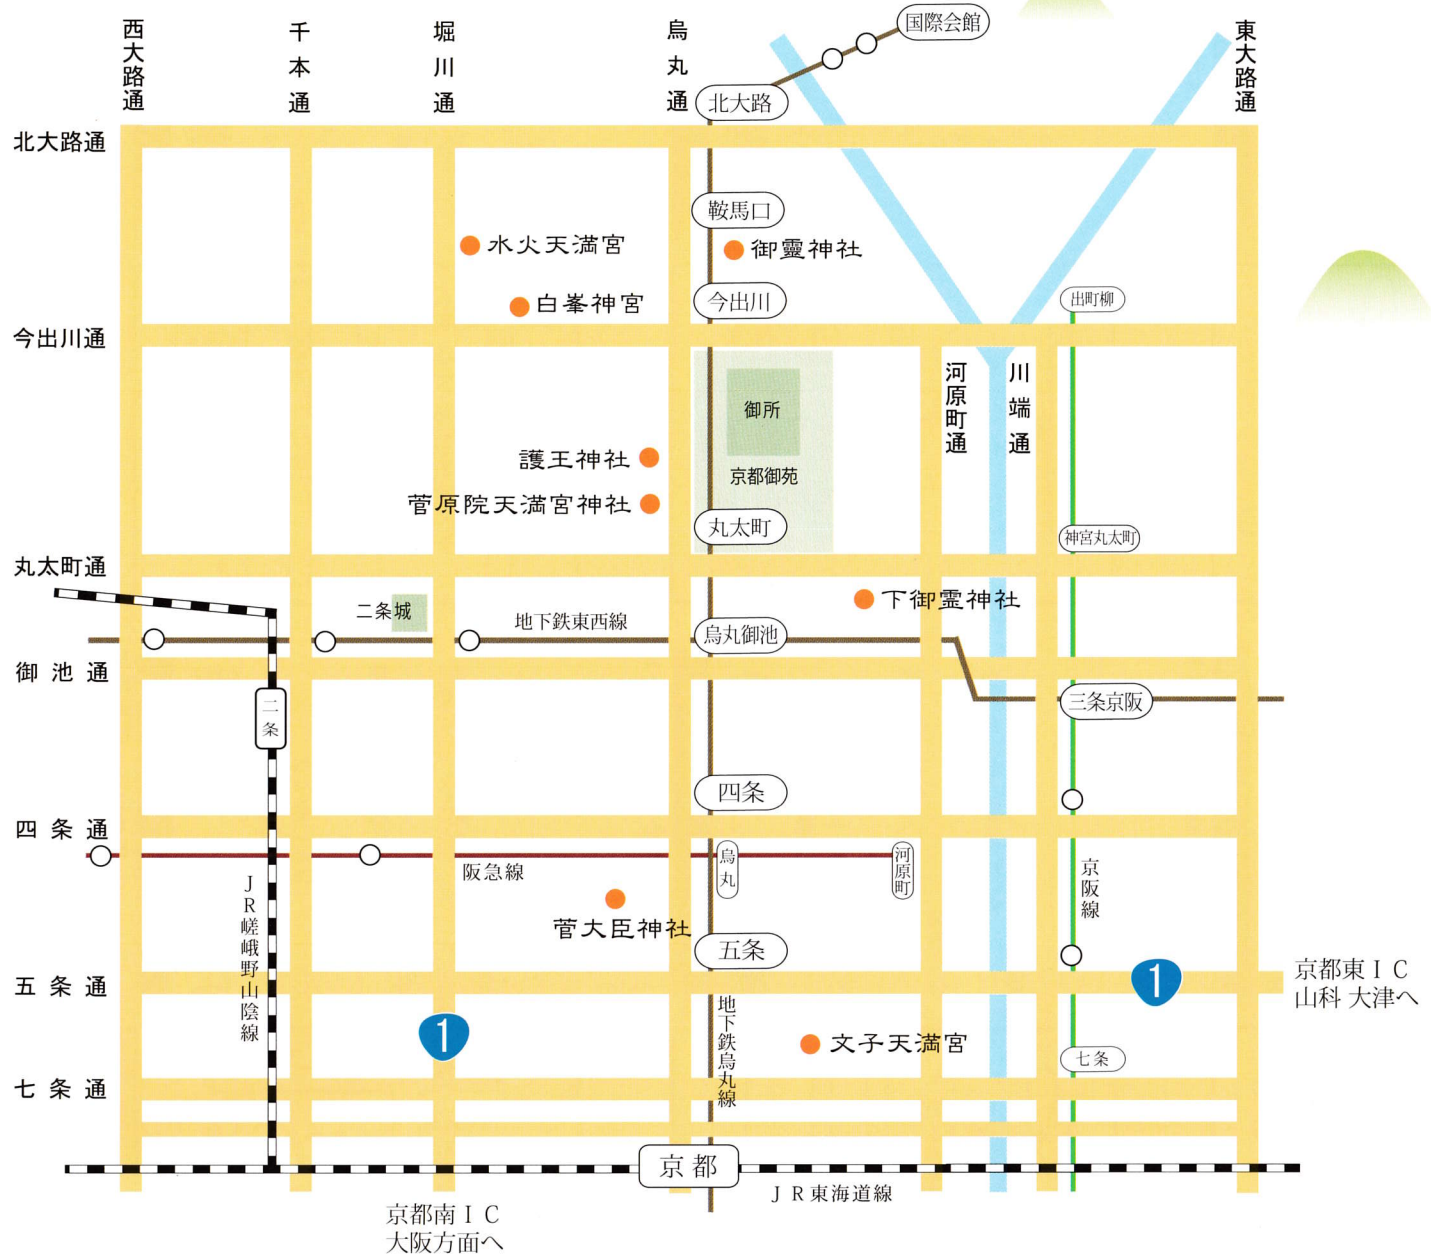 西大路通
千本通
堀川通
烏丸通
東大路通
国際会館
北大路
北大路通
鞍馬口
水火天満宮
御靈神社
白峯神宮
今出川
出町柳
今出川通
河原町通
川端通
御所
京都御苑
護王神社
菅原院天満宮神社
丸太町
神宮丸太町
丸太町通
二条城
地下鉄東西線
下御霊神社
烏丸御池
御池通
二条
三条京阪
四条
四条通
阪急線
烏丸
河原町
京阪線
JR嵯峨野山陰線
菅大臣神社
五条
五条通
1
京都東IC
山科 大津へ
1
地下鉄烏丸線
文子天満宮
七条
七条通
京都
JR東海道線
京都南IC
大阪方面へ